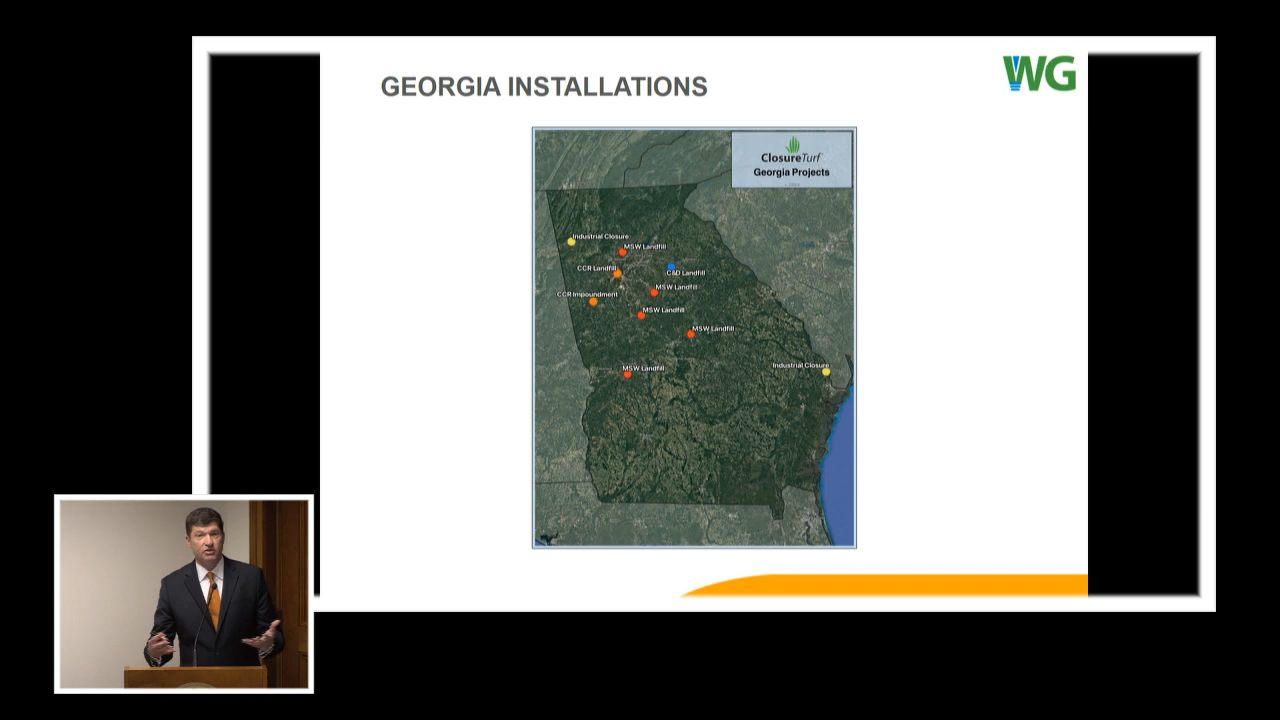 GEORGIA INSTALLATIONS
WG
ClosureTurf
Georgia Projects
Industrial Closure
MSW Landfill
CCR Landfill
C&D Landfill
MSW Landfill
CCR Impoundment
MSW Landfill
MSW Landfill
Industrial Closure
MSW Landfill